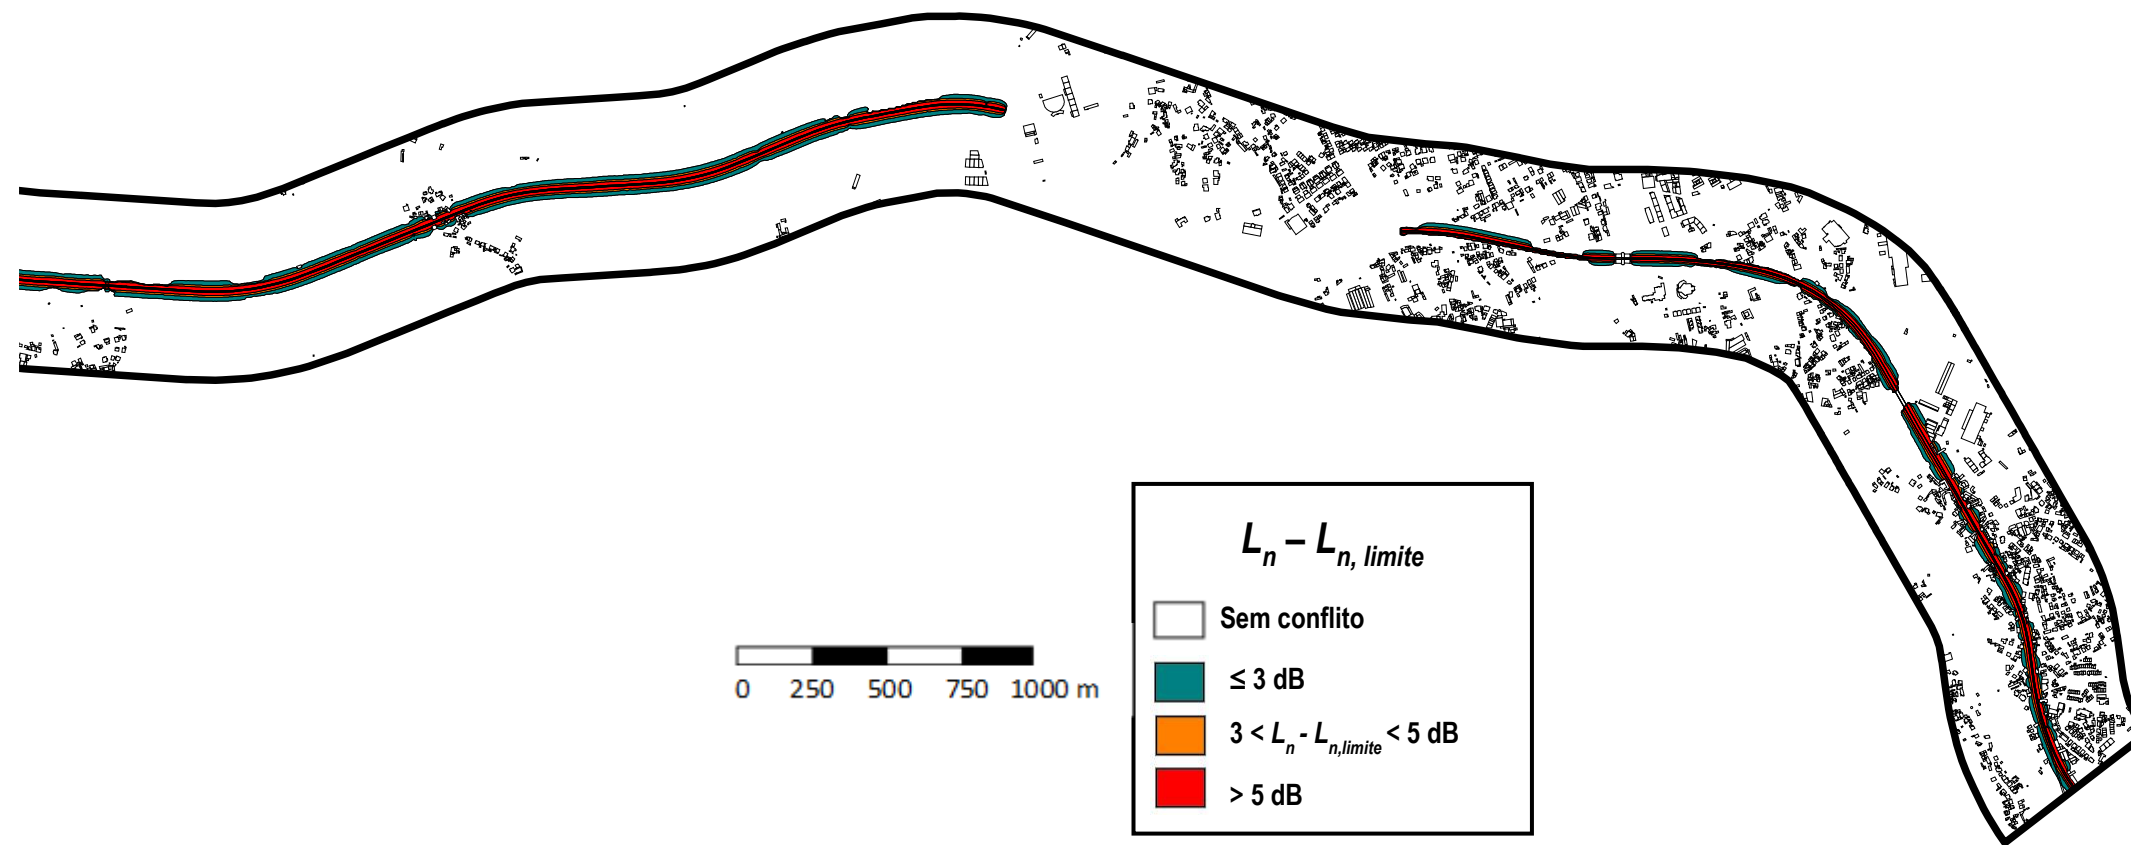 Ln – Ln, limite
Sem conflito
≤ 3 dB
3 < Ln - Ln,limite < 5 dB
> 5 dB
0 250 500 750 1000 m